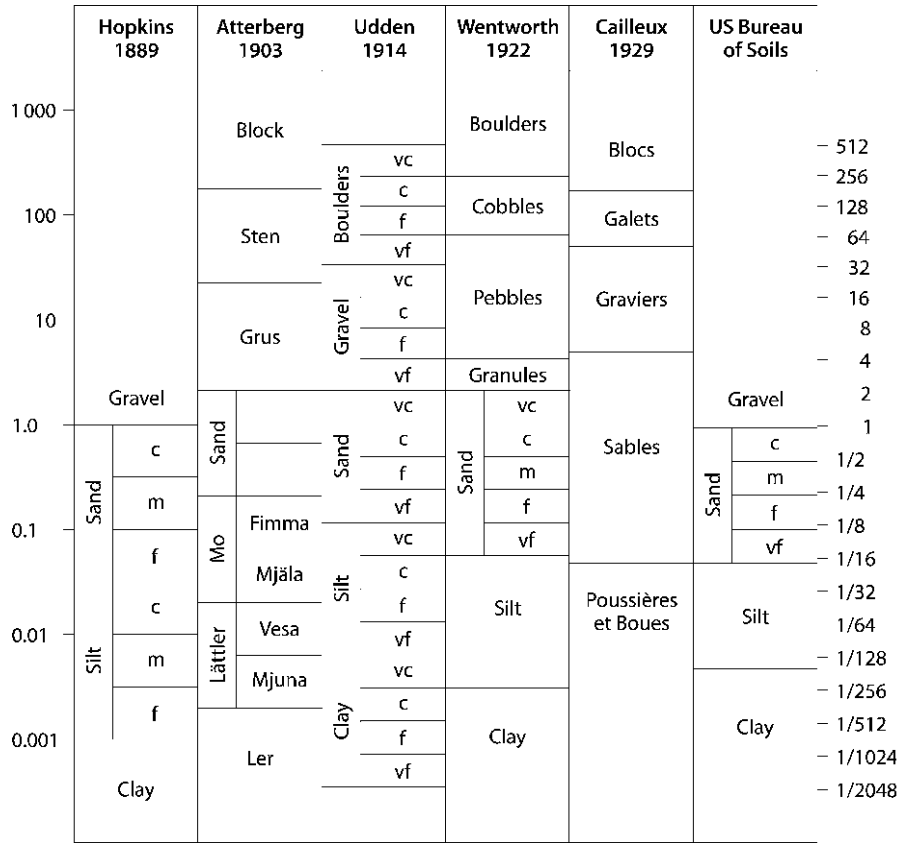 Hopkins
1889
Atterberg
1903
Udden
1914
Wentworth
1922
Cailleux
1929
US Bureau
of Soils
1 000
100
10
1.0
0.1
0.01
0.001
Gravel
Sand
c
m
f
Silt
c
m
f
Clay
Block
Sten
Grus
Sand
Mo
Fimma
Mjäla
Lättler
Vesa
Mjuna
Ler
Boulders
vc
c
f
vf
Gravel
vc
c
f
vf
Sand
vc
c
f
vf
Silt
vc
c
f
vf
Clay
vc
c
f
vf
Boulders
Cobbles
Pebbles
Granules
Sand
vc
c
m
f
vf
Silt
Clay
Blocs
Galets
Graviers
Sables
Poussières
et Boues
Gravel
Sand
c
m
f
vf
Silt
Clay
512
256
128
64
32
16
8
4
2
1
1/2
1/4
1/8
1/16
1/32
1/64
1/128
1/256
1/512
1/1024
1/2048